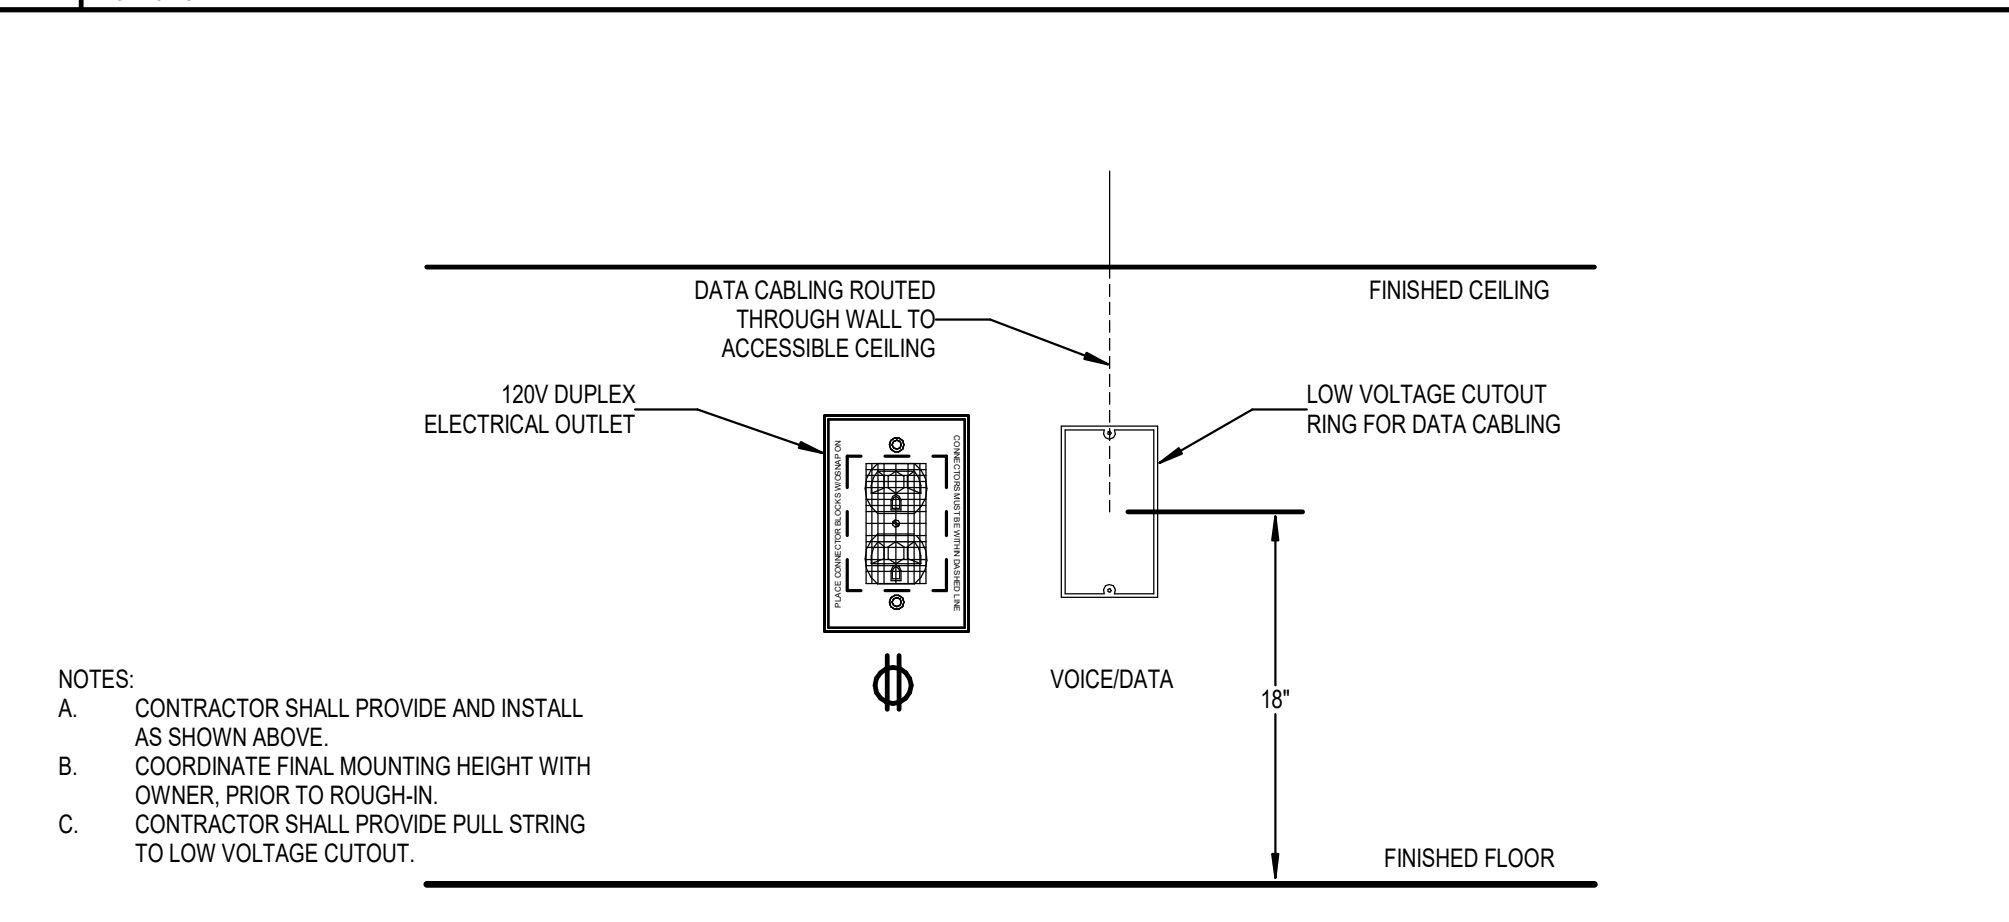 DATA CABLING ROUTED
THROUGH WALL TO
ACCESSIBLE CEILING
FINISHED CEILING
120V DUPLEX
ELECTRICAL OUTLET
LOW VOLTAGE CUTOUT
RING FOR DATA CABLING
PLACE CONNECTOR BLOCKS W/OSNAP ON
CONNECTORS MUST BE WITHIN DASHED LINE
VOICE/DATA
18"
NOTES:
A. CONTRACTOR SHALL PROVIDE AND INSTALL
AS SHOWN ABOVE.
B. COORDINATE FINAL MOUNTING HEIGHT WITH
OWNER, PRIOR TO ROUGH-IN.
C. CONTRACTOR SHALL PROVIDE PULL STRING
TO LOW VOLTAGE CUTOUT.
FINISHED FLOOR